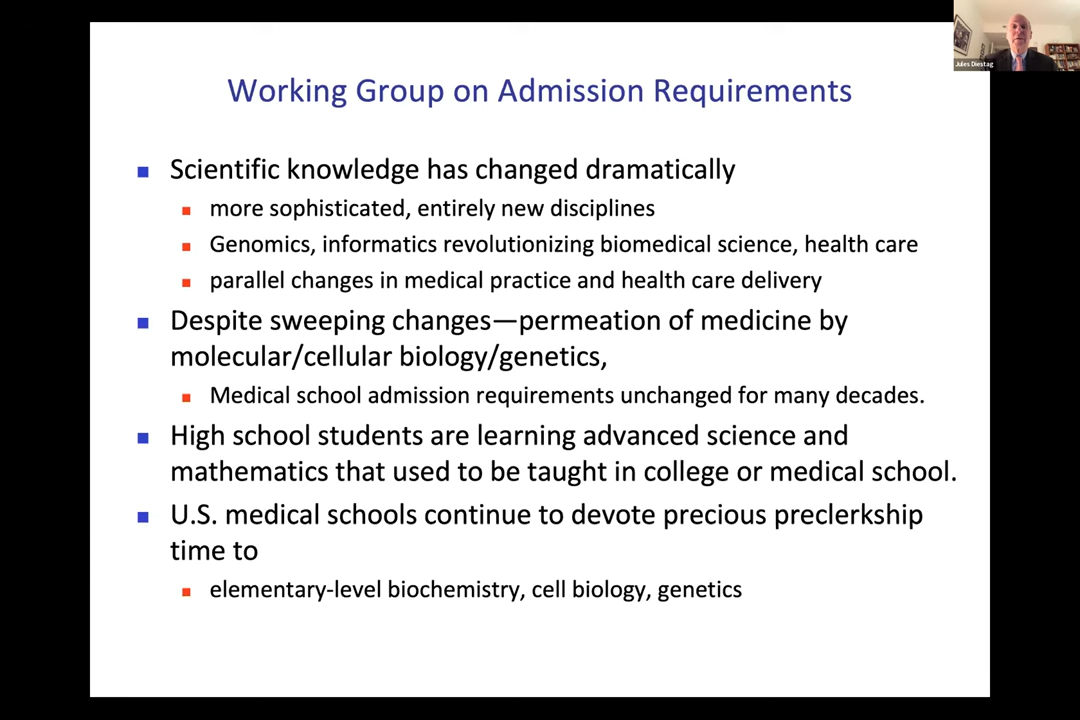 Working Group on Admission Requirements
Scientific knowledge has changed dramatically
more sophisticated, entirely new disciplines
Genomics, informatics revolutionizing biomedical science, health care
parallel changes in medical practice and health care delivery
Despite sweeping changes—permeation of medicine by
molecular/cellular biology/genetics,
Medical school admission requirements unchanged for many decades.
High school students are learning advanced science and
mathematics that used to be taught in college or medical school.
U.S. medical schools continue to devote precious preclerkship
time to
elementary-level biochemistry, cell biology, genetics
Jules Diestag